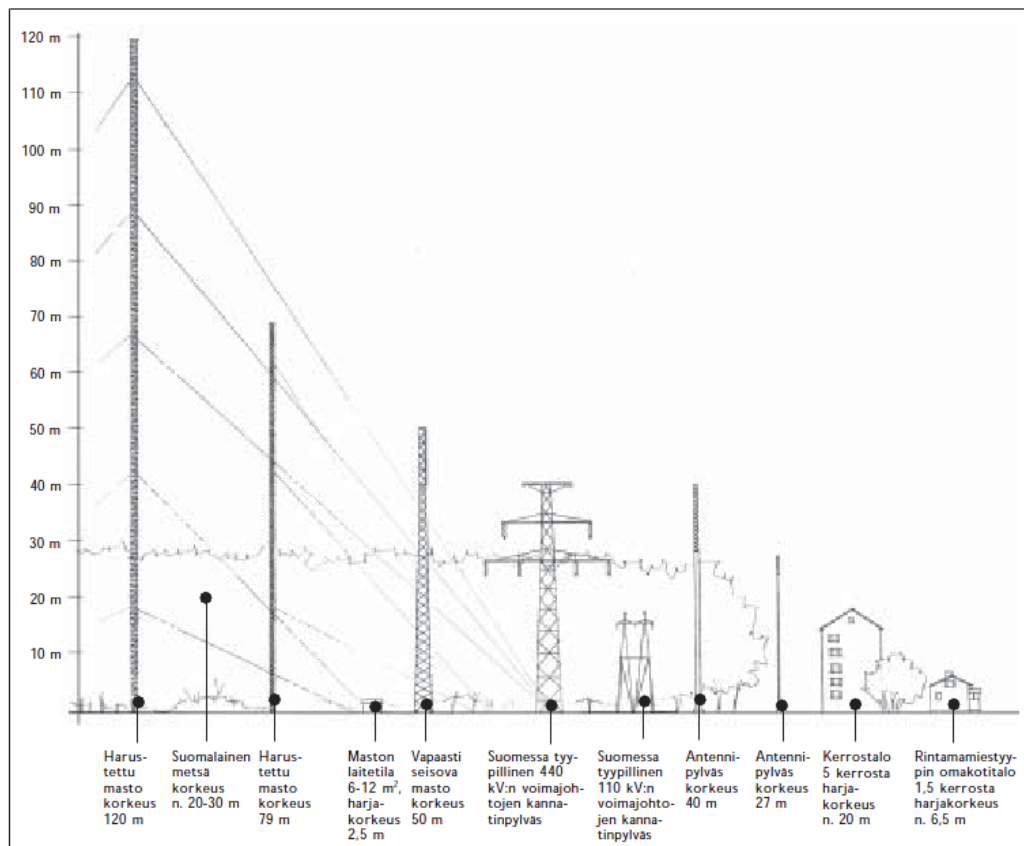 120 m
110 m
100 m
90 m
80 m
70 m
60 m
50 m
40 m
30 m
20 m
10 m
Harus-
tettu
masto
korkeus
120 m
Suomalainen
metsä
korkeus
n. 20-30 m
Harus-
tettu
masto
korkeus
79 m
Maston
laitetila
6-12 m²,
harja-
korkeus
2,5 m
Vapaasti
seisova
masto
korkeus
50 m
Suomessa tyy-
pillinen 440
kV:n voimajoh-
tojen kanna-
tinpylväs
Suomessa
tyypillinen
110 kV:n
voimajohto-
jen kanna-
tinpylväs
Antenni-
pylväs
korkeus
40 m
Antenni-
pylväs
korkeus
27 m
Kerrostalo
5 kerrosta
harja-
korkeus
n. 20 m
Rintamamiestyy-
pin omakotitalo
1,5 kerrosta
harjakorkeus
n. 6,5 m